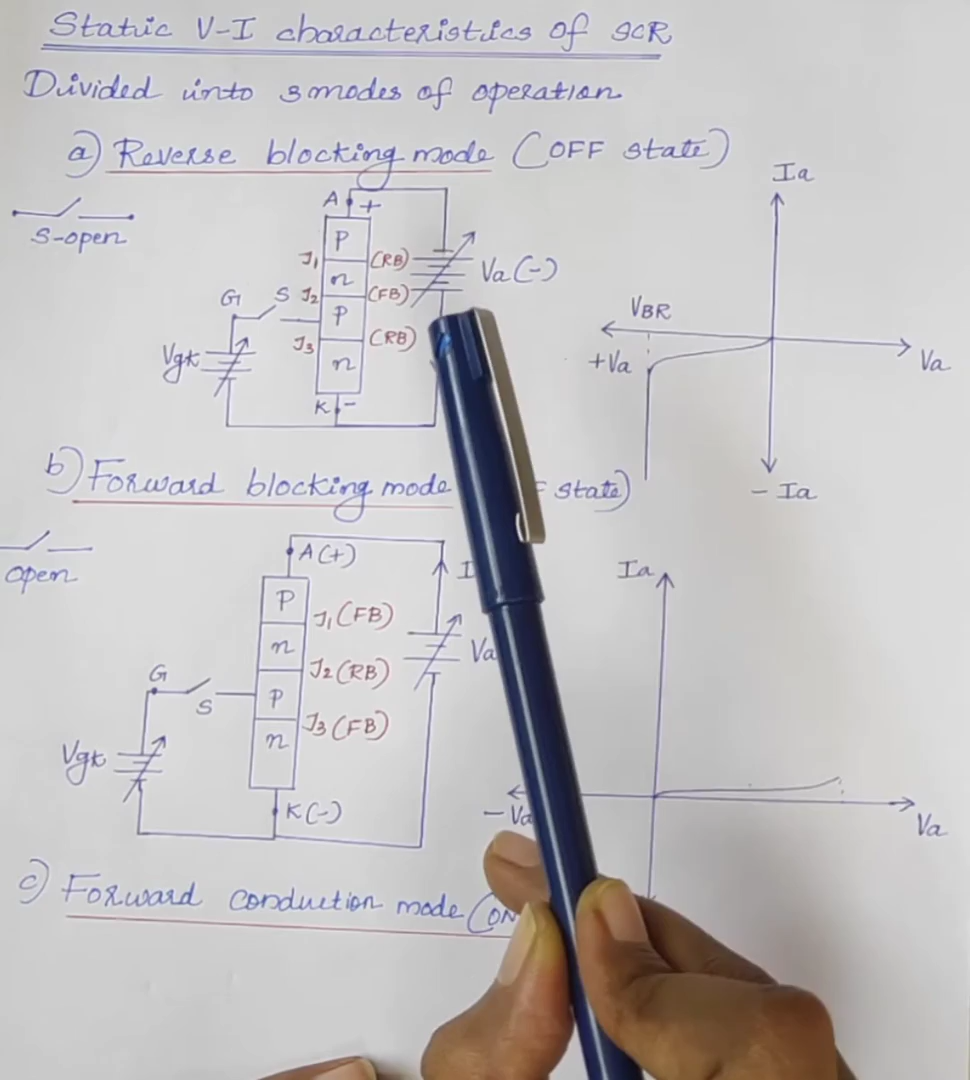 Static V-I characteristics of SCR
Divided into 3 modes of operation
a) Reverse blocking mode (OFF state)
Ia
A +
S-open
P
J1 (RB)
n
Va (-)
G S J2 (FB)
P
VBR
J3 (RB)
Vgk
n
+Va
Va
K -
b) Forward blocking mode F state)
- Ia
open
A (+)
I
Ia
P
J1 (FB)
n
Va
J2 (RB)
G
S
P
J3 (FB)
n
Vgk
K (-)
-Va
Va
c) Forward conduction mode (ON